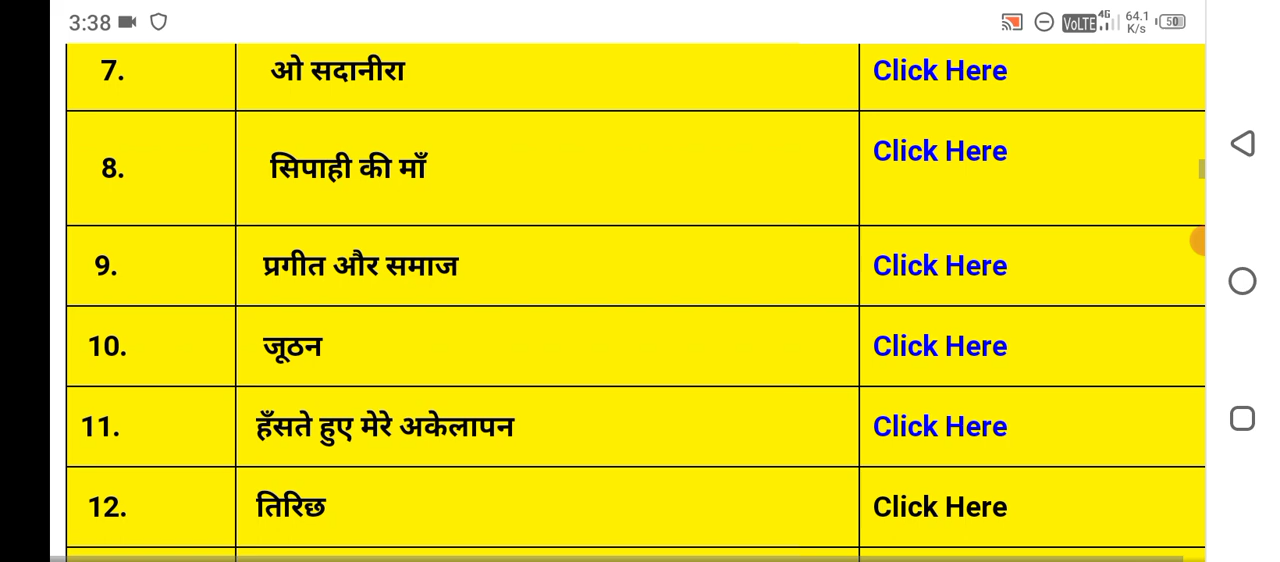 3:38 VoLTE 4G 64.1 K/s 50
7. ओ सदानीरा Click Here
8. सिपाही की माँ Click Here
9. प्रगीत और समाज Click Here
10. जूठन Click Here
11. हँसते हुए मेरे अकेलापन Click Here
12. तिरिछ Click Here